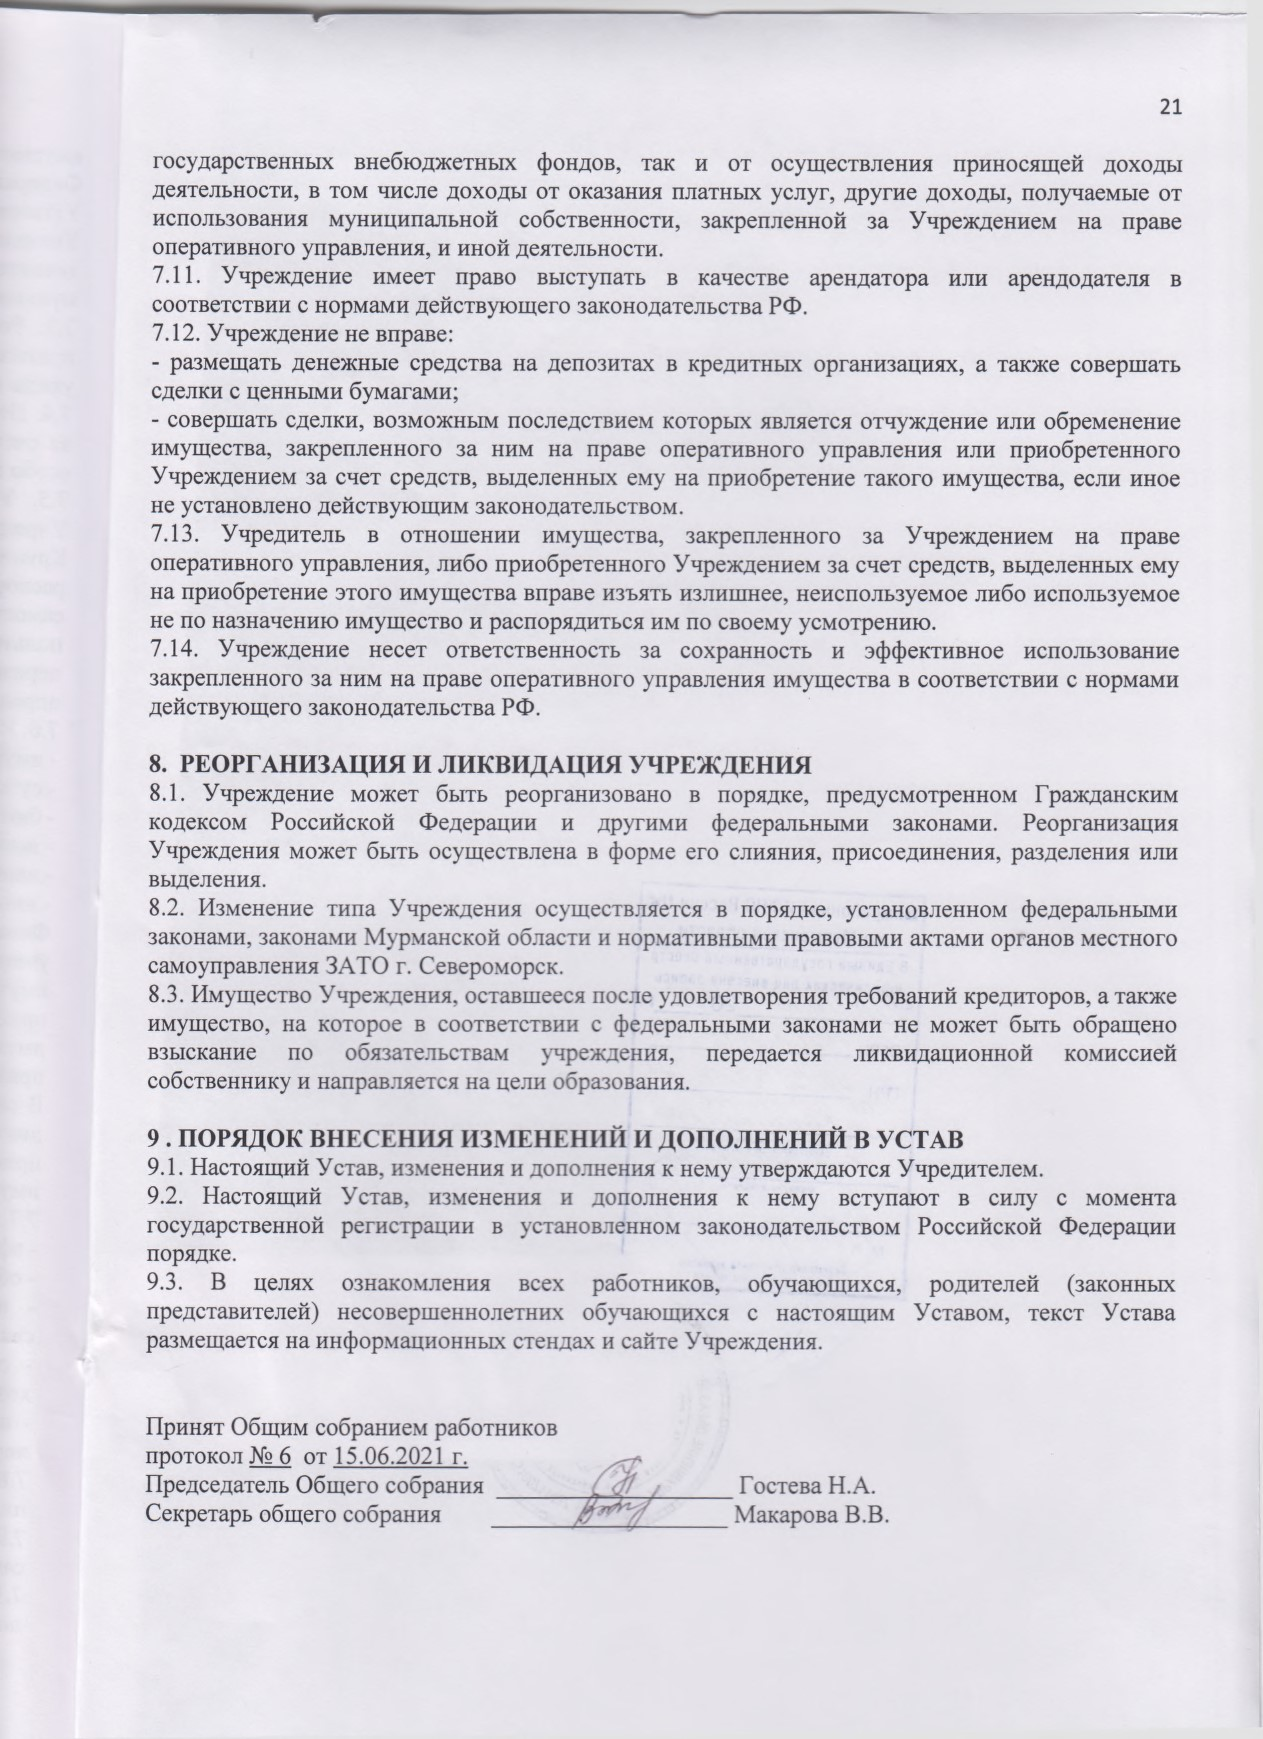 21
государственных внебюджетных фондов, так и от осуществления приносящей доходы
деятельности, в том числе доходы от оказания платных услуг, другие доходы, получаемые от
использования муниципальной собственности, закрепленной за Учреждением на праве
оперативного управления, и иной деятельности.
7.11. Учреждение имеет право выступать в качестве арендатора или арендодателя в
соответствии с нормами действующего законодательства РФ.
7.12. Учреждение не вправе:
- размещать денежные средства на депозитах в кредитных организациях, а также совершать
сделки с ценными бумагами;
- совершать сделки, возможным последствием которых является отчуждение или обременение
имущества, закрепленного за ним на праве оперативного управления или приобретенного
Учреждением за счет средств, выделенных ему на приобретение такого имущества, если иное
не установлено действующим законодательством.
7.13. Учредитель в отношении имущества, закрепленного за Учреждением на праве
оперативного управления, либо приобретенного Учреждением за счет средств, выделенных ему
на приобретение этого имущества вправе изъять излишнее, неиспользуемое либо используемое
не по назначению имущество и распорядиться им по своему усмотрению.
7.14. Учреждение несет ответственность за сохранность и эффективное использование
закрепленного за ним на праве оперативного управления имущества в соответствии с нормами
действующего законодательства РФ.
8. РЕОРГАНИЗАЦИЯ И ЛИКВИДАЦИЯ УЧРЕЖДЕНИЯ
8.1. Учреждение может быть реорганизовано в порядке, предусмотренном Гражданским
кодексом Российской Федерации и другими федеральными законами. Реорганизация
Учреждения может быть осуществлена в форме его слияния, присоединения, разделения или
выделения.
8.2. Изменение типа Учреждения осуществляется в порядке, установленном федеральными
законами, законами Мурманской области и нормативными правовыми актами органов местного
самоуправления ЗАТО г. Североморск.
8.3. Имущество Учреждения, оставшееся после удовлетворения требований кредиторов, а также
имущество, на которое в соответствии с федеральными законами не может быть обращено
взыскание по обязательствам учреждения, передается ликвидационной комиссией
собственнику и направляется на цели образования.
9 . ПОРЯДОК ВНЕСЕНИЯ ИЗМЕНЕНИЙ И ДОПОЛНЕНИЙ В УСТАВ
9.1. Настоящий Устав, изменения и дополнения к нему утверждаются Учредителем.
9.2. Настоящий Устав, изменения и дополнения к нему вступают в силу с момента
государственной регистрации в установленном законодательством Российской Федерации
порядке.
9.3. В целях ознакомления всех работников, обучающихся, родителей (законных
представителей) несовершеннолетних обучающихся с настоящим Уставом, текст Устава
размещается на информационных стендах и сайте Учреждения.
Принят Общим собранием работников
протокол № 6 от 15.06.2021 г.
Председатель Общего собрания Гостева Н.А.
Секретарь общего собрания Макарова В.В.